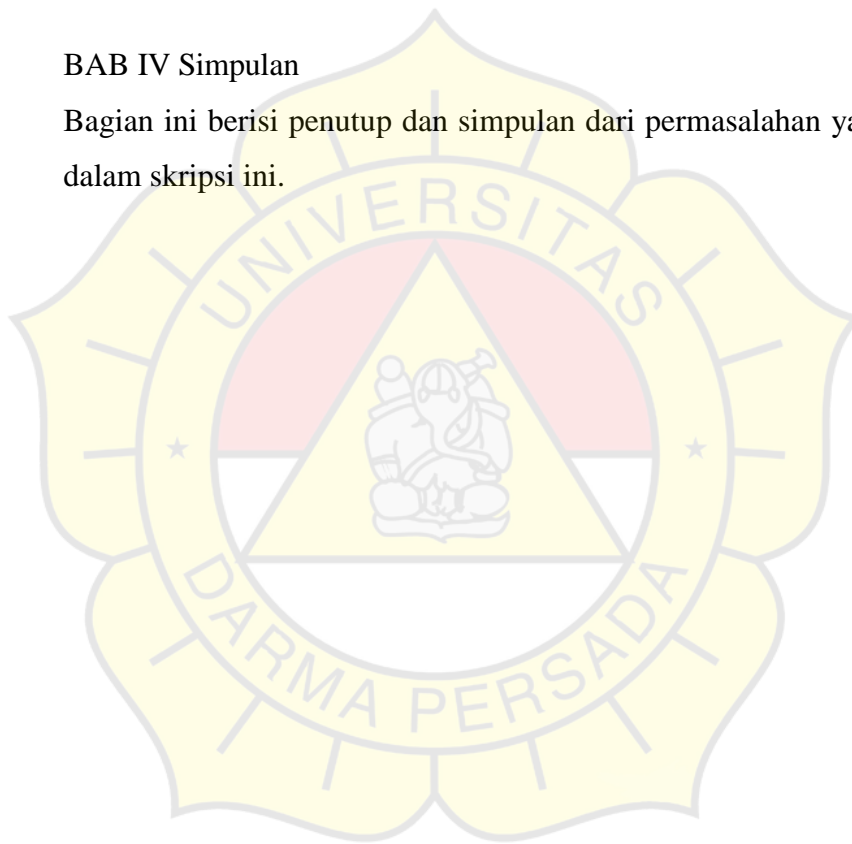 BAB IV Simpulan
Bagian ini berisi penutup dan simpulan dari permasalahan ya
dalam skripsi ini.
UNIVERSITAS
DARMA PERSADA